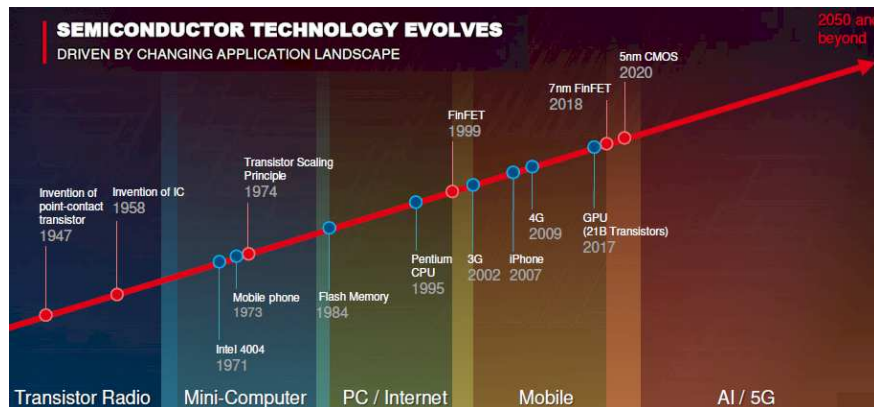 SEMICONDUCTOR TECHNOLOGY EVOLVES
DRIVEN BY CHANGING APPLICATION LANDSCAPE
2050 and
beyond
Invention of
point-contact
transistor
1947
Invention of IC
1958
Intel 4004
1971
Mobile phone
1973
Transistor Scaling
Principle
1974
Flash Memory
1984
Pentium
CPU
1995
FinFET
1999
3G
2002
iPhone
2007
4G
2009
GPU
(21B Transistors)
2017
7nm FinFET
2018
5nm CMOS
2020
Transistor Radio
Mini-Computer
PC / Internet
Mobile
AI / 5G